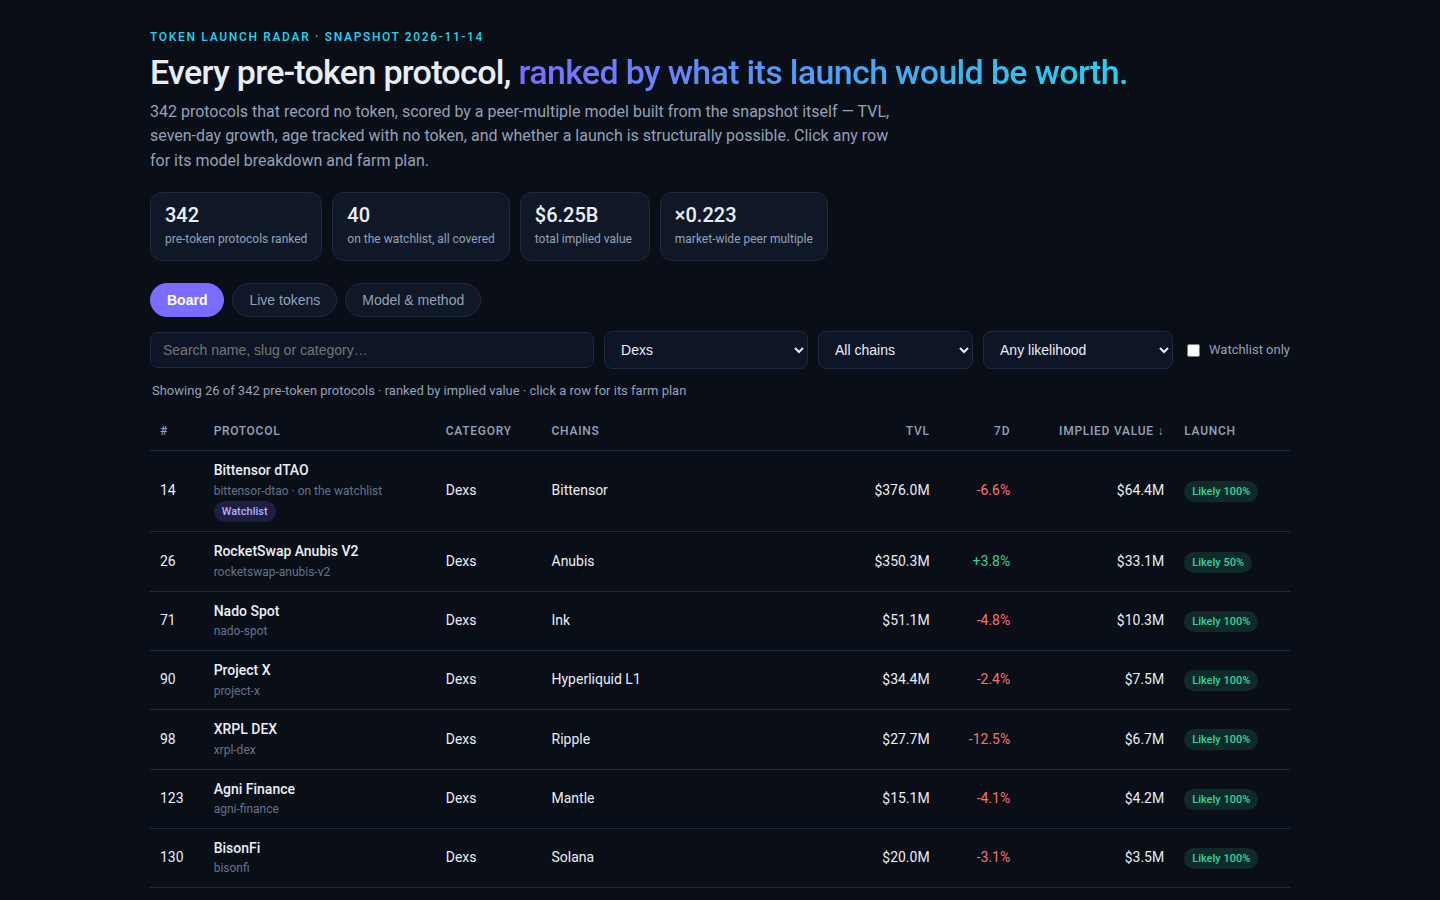 TOKEN LAUNCH RADAR · SNAPSHOT 2026-11-14
Every pre-token protocol, ranked by what its launch would be worth.
342 protocols that record no token, scored by a peer-multiple model built from the snapshot itself — TVL,
seven-day growth, age tracked with no token, and whether a launch is structurally possible. Click any row
for its model breakdown and farm plan.
342
pre-token protocols ranked
40
on the watchlist, all covered
$6.25B
total implied value
×0.223
market-wide peer multiple
Board
Live tokens
Model & method
Search name, slug or category…
Dexs
All chains
Any likelihood
Watchlist only
Showing 26 of 342 pre-token protocols · ranked by implied value · click a row for its farm plan
# PROTOCOL CATEGORY CHAINS TVL 7D IMPLIED VALUE ↓ LAUNCH
14 Bittensor dTAO Dexs Bittensor $376.0M -6.6% $64.4M Likely 100%
bittensor-dtao · on the watchlist
Watchlist
26 RocketSwap Anubis V2 Dexs Anubis $350.3M +3.8% $33.1M Likely 50%
rocketswap-anubis-v2
71 Nado Spot Dexs Ink $51.1M -4.8% $10.3M Likely 100%
nado-spot
90 Project X Dexs Hyperliquid L1 $34.4M -2.4% $7.5M Likely 100%
project-x
98 XRPL DEX Dexs Ripple $27.7M -12.5% $6.7M Likely 100%
xrpl-dex
123 Agni Finance Dexs Mantle $15.1M -4.1% $4.2M Likely 100%
agni-finance
130 BisonFi Dexs Solana $20.0M -3.1% $3.5M Likely 100%
bisonfi